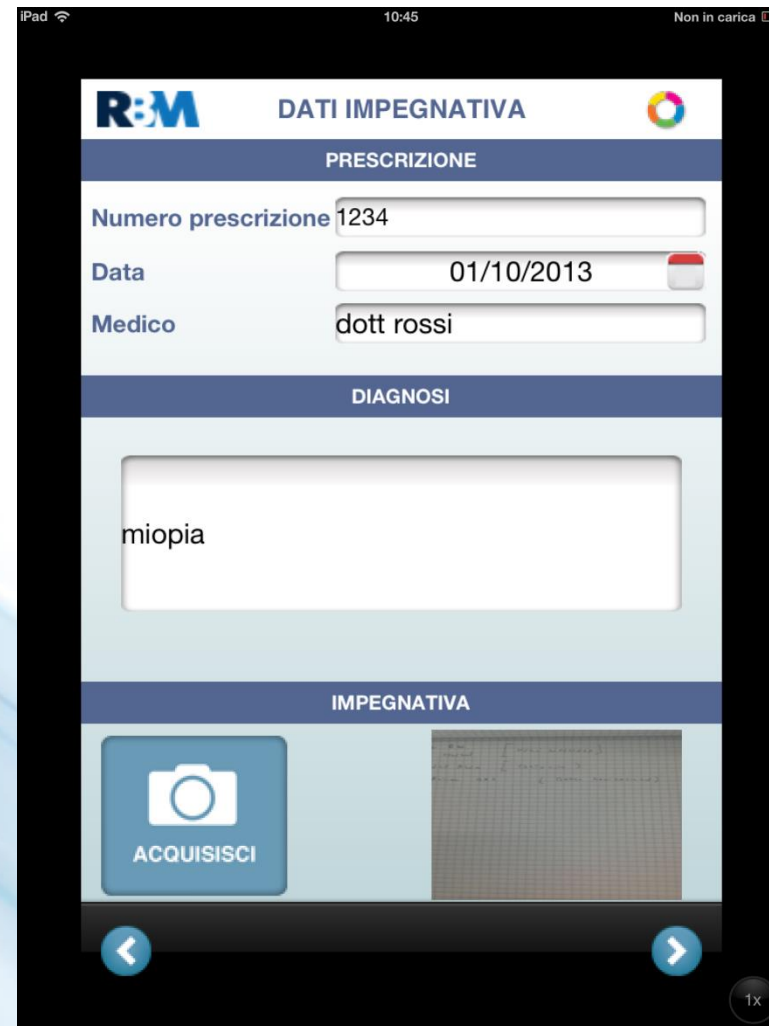 iPad 10:45 Non in carica
RBM DATI IMPEGNATIVA
PRESCRIZIONE
Numero prescrizione 1234
Data 01/10/2013
Medico dott rossi
DIAGNOSI
miopia
IMPEGNATIVA
ACQUISISCI
1x